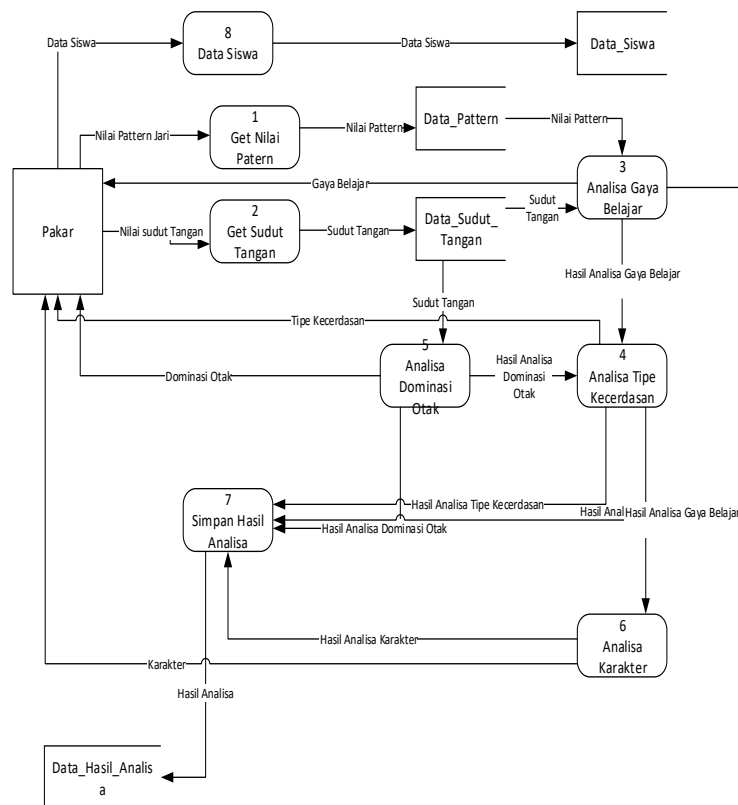 8
Data Siswa
Data Siswa
Data Siswa
Data_Siswa
1
Get Nilai
Patern
Nilai Pattern Jari
Nilai Pattern
Data_Pattern
Nilai Pattern
3
Analisa Gaya
Belajar
Gaya Belajar
Pakar
Nilai sudut Tangan
2
Get Sudut
Tangan
Sudut Tangan
Data_Sudut_
Tangan
Sudut
Tangan
Hasil Analisa Gaya Belajar
Sudut Tangan
Tipe Kecerdasan
5
Analisa
Dominasi
Otak
Dominasi Otak
Hasil Analisa
Dominasi
Otak
4
Analisa Tipe
Kecerdasan
7
Simpan Hasil
Analisa
Hasil Analisa Tipe Kecerdasan
Hasil Analisa Gaya Belajar
Hasil Analisa Dominasi Otak
6
Analisa
Karakter
Hasil Analisa Karakter
Karakter
Hasil Analisa
Data_Hasil_Analis
a